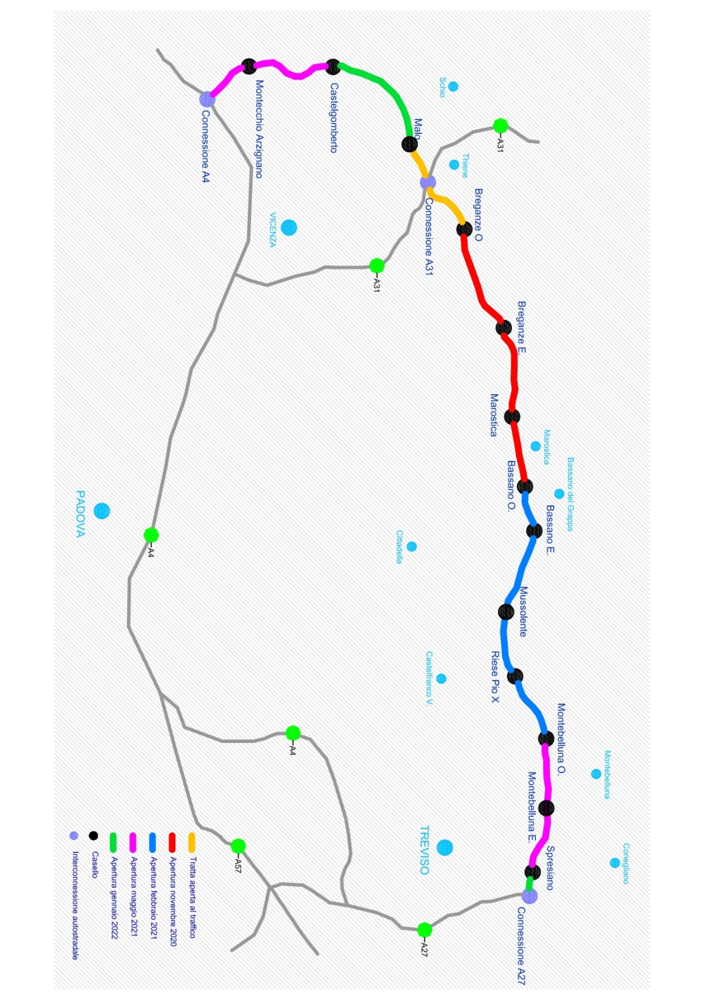 Schio
A31
Thiene
Malo
Castelgomberto
Montecchio Arzignano
Connessione A4
Connessione A31
Breganze O
VICENZA
A31
Breganze E.
Marostica
Marostica
Bassano del Grappa
Bassano O.
Bassano E.
PADOVA
A4
Cittadella
Mussolente
Riese Pio X
Castelfranco V.
Montebelluna O.
Montebelluna
Montebelluna E.
A4
Conegliano
Spresiano
TREVISO
A57
Connessione A27
A27
Tratta aperta al traffico
Apertura novembre 2020
Apertura febbraio 2021
Apertura maggio 2021
Apertura gennaio 2022
Casello
Interconnessione autostradale